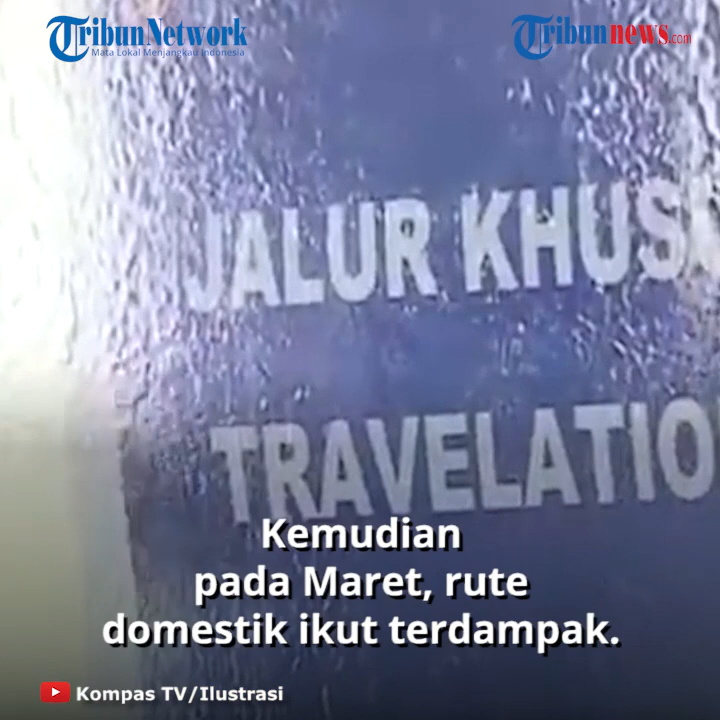 TribunNetwork
Mata Lokal Menjangkau Indonesia
Tribunnews.com
JALUR KHUSU
TRAVELATIO
Kemudian
pada Maret, rute
domestik ikut terdampak.
Kompas TV/Ilustrasi